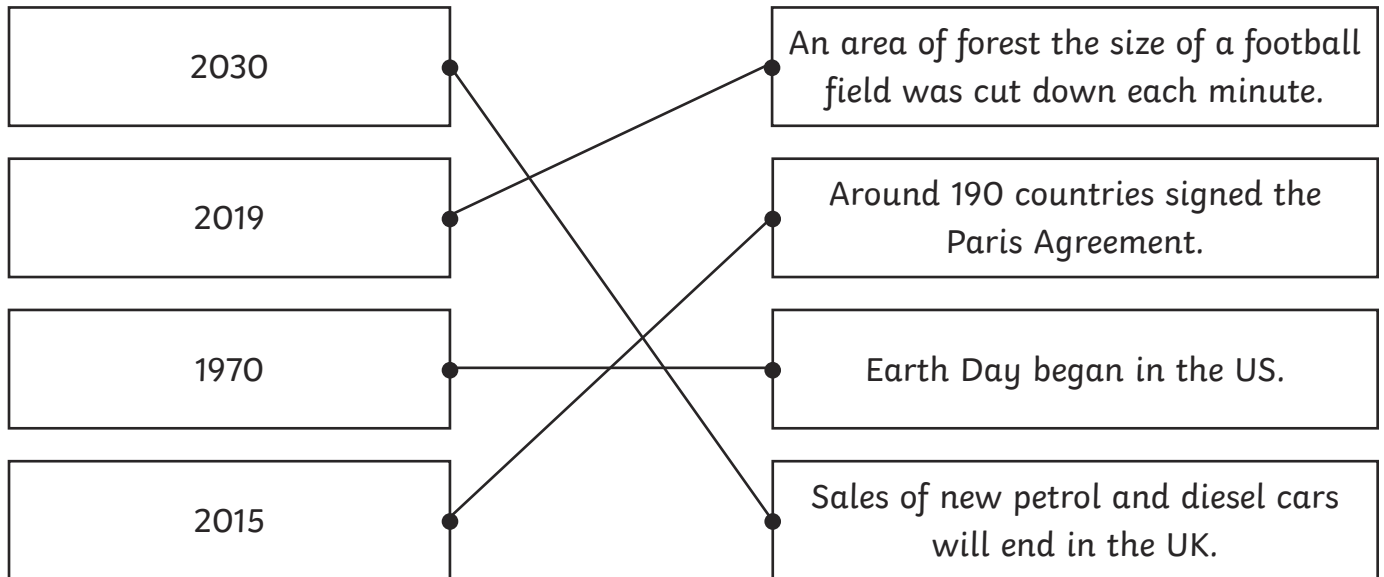 2030
An area of forest the size of a football
field was cut down each minute.
2019
Around 190 countries signed the
Paris Agreement.
1970
Earth Day began in the US.
2015
Sales of new petrol and diesel cars
will end in the UK.